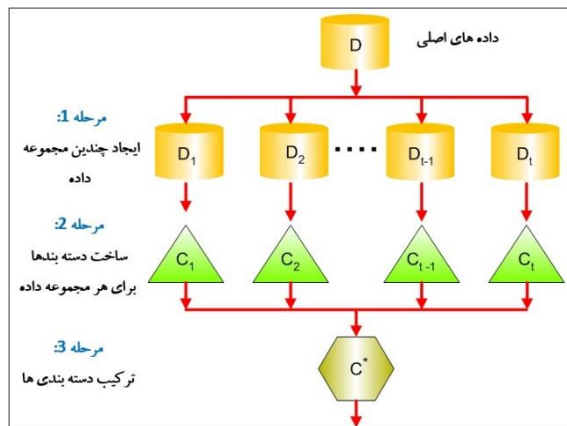 داده های اصلی
D
مرحله 1:
ایجاد چندین مجموعه
داده
D1 D2 .... Dt-1 Dt
مرحله 2:
ساخت دسته بندها
برای هر مجموعه داده
C1 C2 Ct-1 Ct
مرحله 3:
ترکیب دسته بندی ها
C*